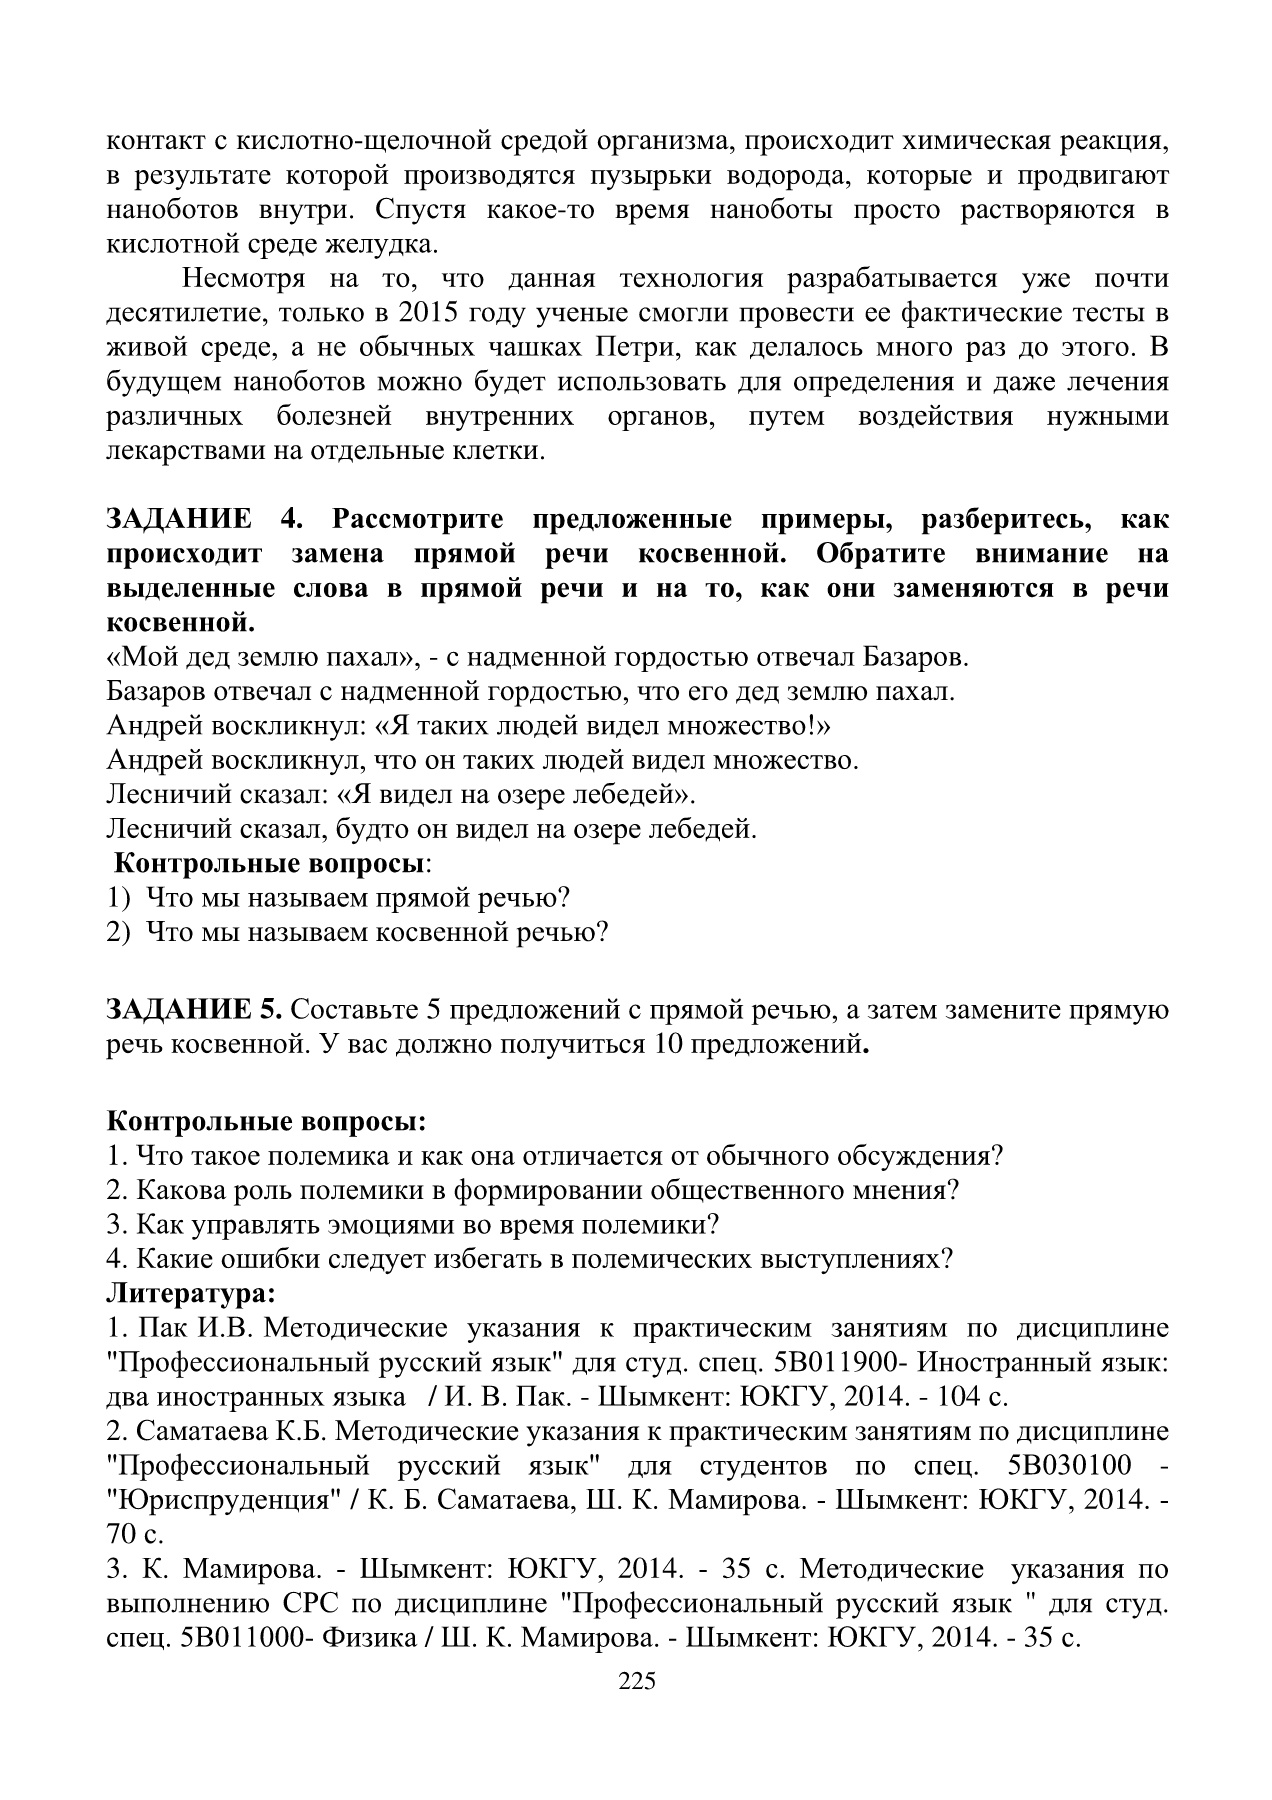 контакт с кислотно-щелочной средой организма, происходит химическая реакция,
в результате которой производятся пузырьки водорода, которые и продвигают
наноботов внутри. Спустя какое-то время наноботы просто растворяются в
кислотной среде желудка.
Несмотря на то, что данная технология разрабатывается уже почти
десятилетие, только в 2015 году ученые смогли провести ее фактические тесты в
живой среде, а не обычных чашках Петри, как делалось много раз до этого. В
будущем наноботов можно будет использовать для определения и даже лечения
различных болезней внутренних органов, путем воздействия нужными
лекарствами на отдельные клетки.
ЗАДАНИЕ 4. Рассмотрите предложенные примеры, разберитесь, как
происходит замена прямой речи косвенной. Обратите внимание на
выделенные слова в прямой речи и на то, как они заменяются в речи
косвенной.
«Мой дед землю пахал», - с надменной гордостью отвечал Базаров.
Базаров отвечал с надменной гордостью, что его дед землю пахал.
Андрей воскликнул: «Я таких людей видел множество!»
Андрей воскликнул, что он таких людей видел множество.
Лесничий сказал: «Я видел на озере лебедей».
Лесничий сказал, будто он видел на озере лебедей.
Контрольные вопросы:
1) Что мы называем прямой речью?
2) Что мы называем косвенной речью?
ЗАДАНИЕ 5. Составьте 5 предложений с прямой речью, а затем замените прямую
речь косвенной. У вас должно получиться 10 предложений.
Контрольные вопросы:
1. Что такое полемика и как она отличается от обычного обсуждения?
2. Какова роль полемики в формировании общественного мнения?
3. Как управлять эмоциями во время полемики?
4. Какие ошибки следует избегать в полемических выступлениях?
Литература:
1. Пак И.В. Методические указания к практическим занятиям по дисциплине
"Профессиональный русский язык" для студ. спец. 5В011900- Иностранный язык:
два иностранных языка / И. В. Пак. - Шымкент: ЮКГУ, 2014. - 104 с.
2. Саматаева К.Б. Методические указания к практическим занятиям по дисциплине
"Профессиональный русский язык" для студентов по спец. 5В030100 -
"Юриспруденция" / К. Б. Саматаева, Ш. К. Мамирова. - Шымкент: ЮКГУ, 2014. -
70 с.
3. К. Мамирова. - Шымкент: ЮКГУ, 2014. - 35 с. Методические указания по
выполнению СРС по дисциплине "Профессиональный русский язык " для студ.
спец. 5В011000- Физика / Ш. К. Мамирова. - Шымкент: ЮКГУ, 2014. - 35 с.
225